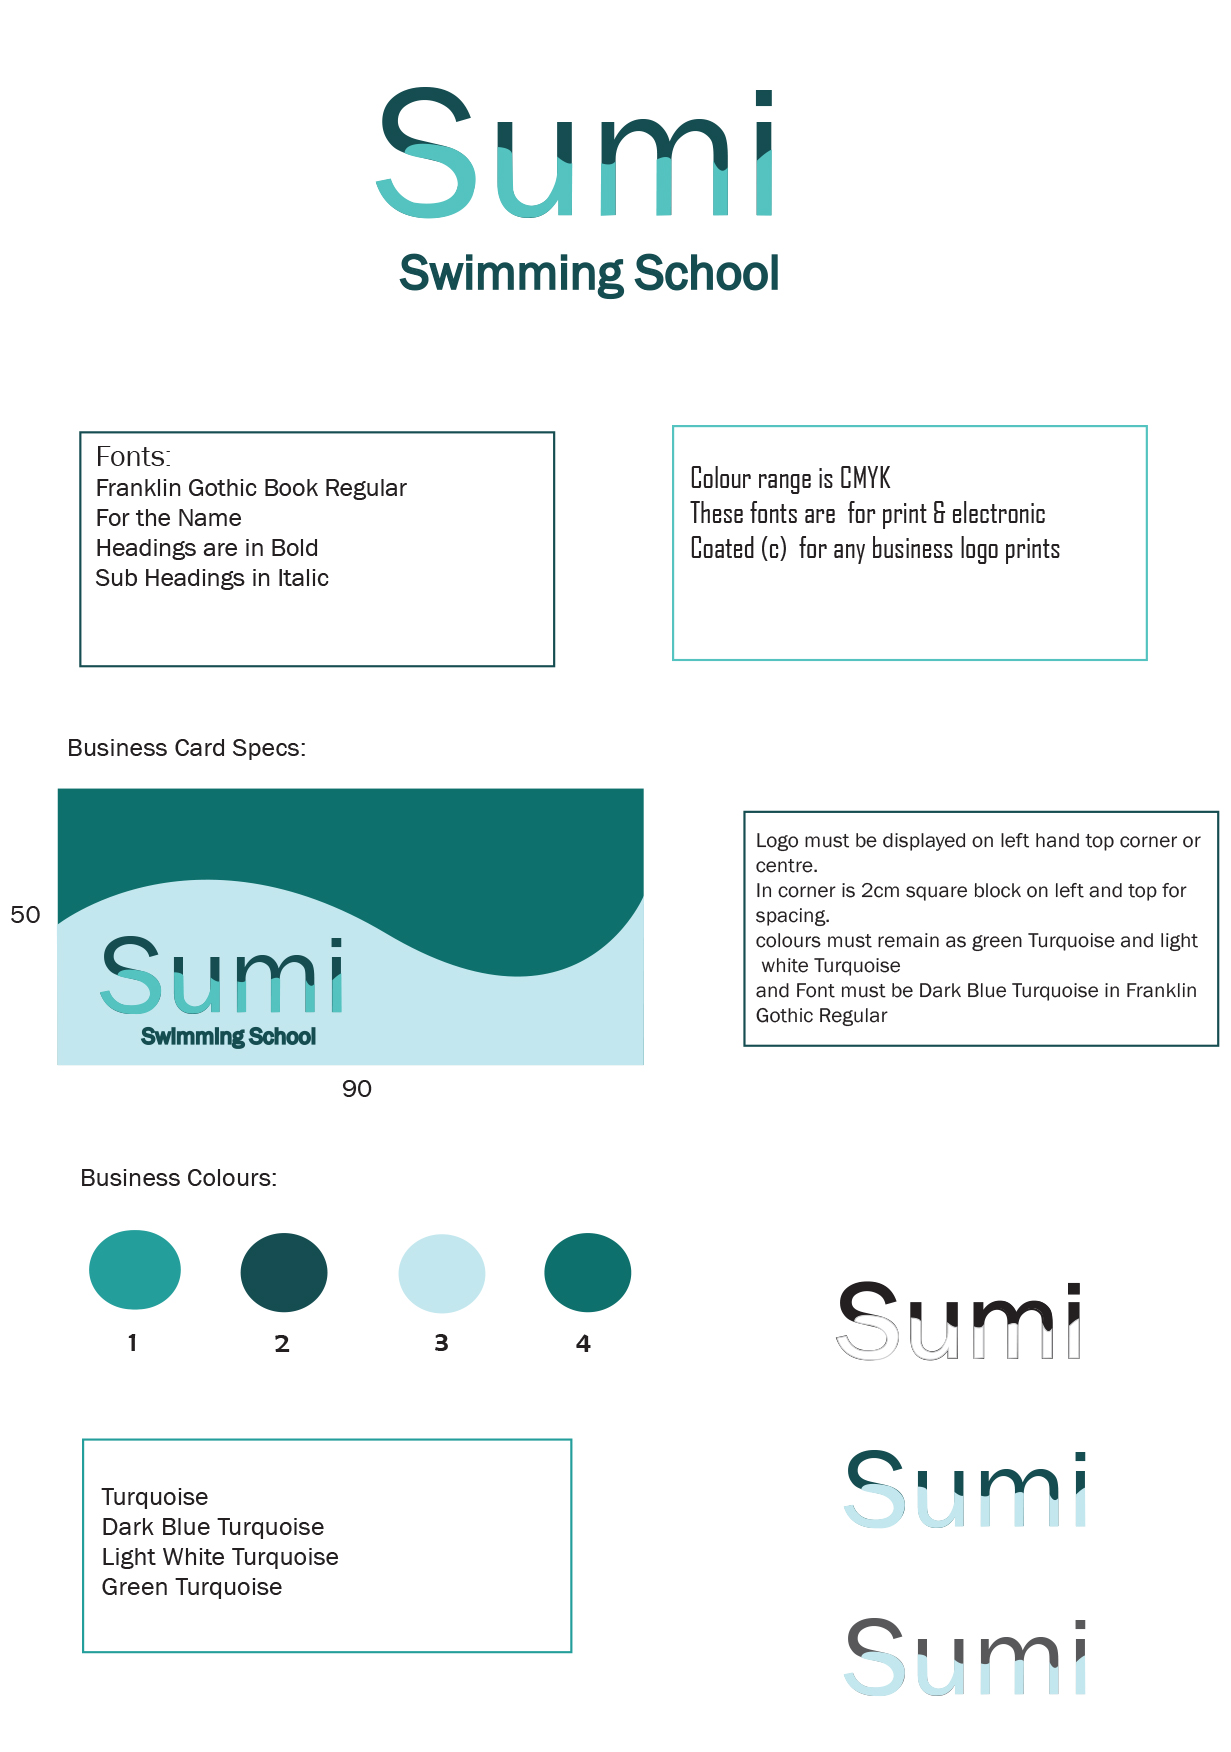 Sumi
Swimming School
Fonts:
Franklin Gothic Book Regular
For the Name
Headings are in Bold
Sub Headings in Italic
Colour range is CMYK
These fonts are  for print & electronic
Coated (c)  for any business logo prints
Business Card Specs:
50
Sumi
Swimming School
90
Logo must be displayed on left hand top corner or
centre.
In corner is 2cm square block on left and top for
spacing.
colours must remain as green Turquoise and light
white Turquoise
and Font must be Dark Blue Turquoise in Franklin
Gothic Regular
Business Colours:
1 2 3 4
Turquoise
Dark Blue Turquoise
Light White Turquoise
Green Turquoise
Sumi
Sumi
Sumi